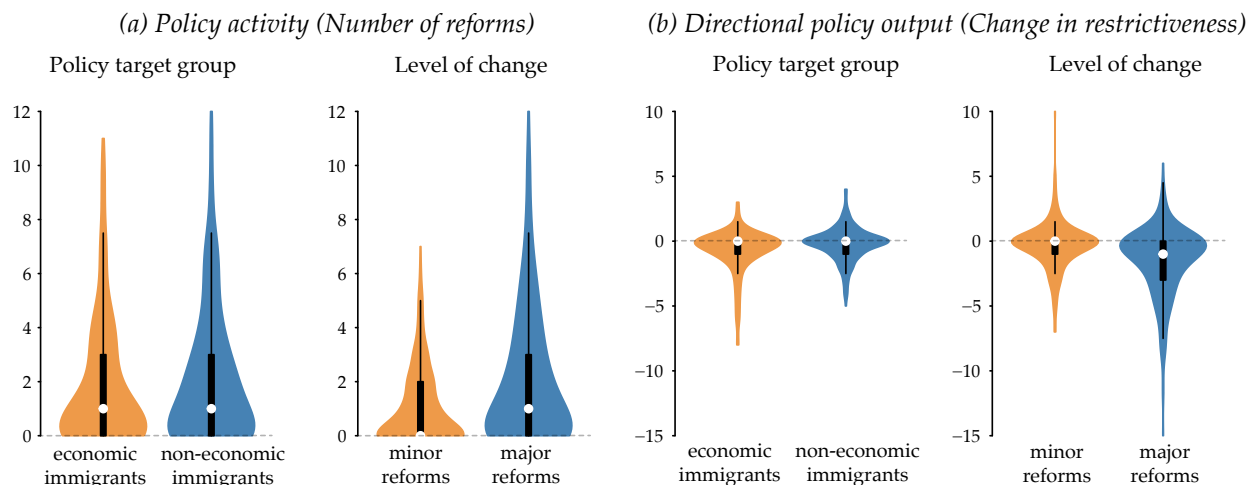 (a) Policy activity (Number of reforms)
(b) Directional policy output (Change in restrictiveness)
Policy target group
Level of change
Policy target group
Level of change
12
10
8
6
4
2
0
economic
immigrants
non-economic
immigrants
12
10
8
6
4
2
0
minor
reforms
major
reforms
10
5
0
−5
−10
−15
economic
immigrants
non-economic
immigrants
10
5
0
−5
−10
−15
minor
reforms
major
reforms